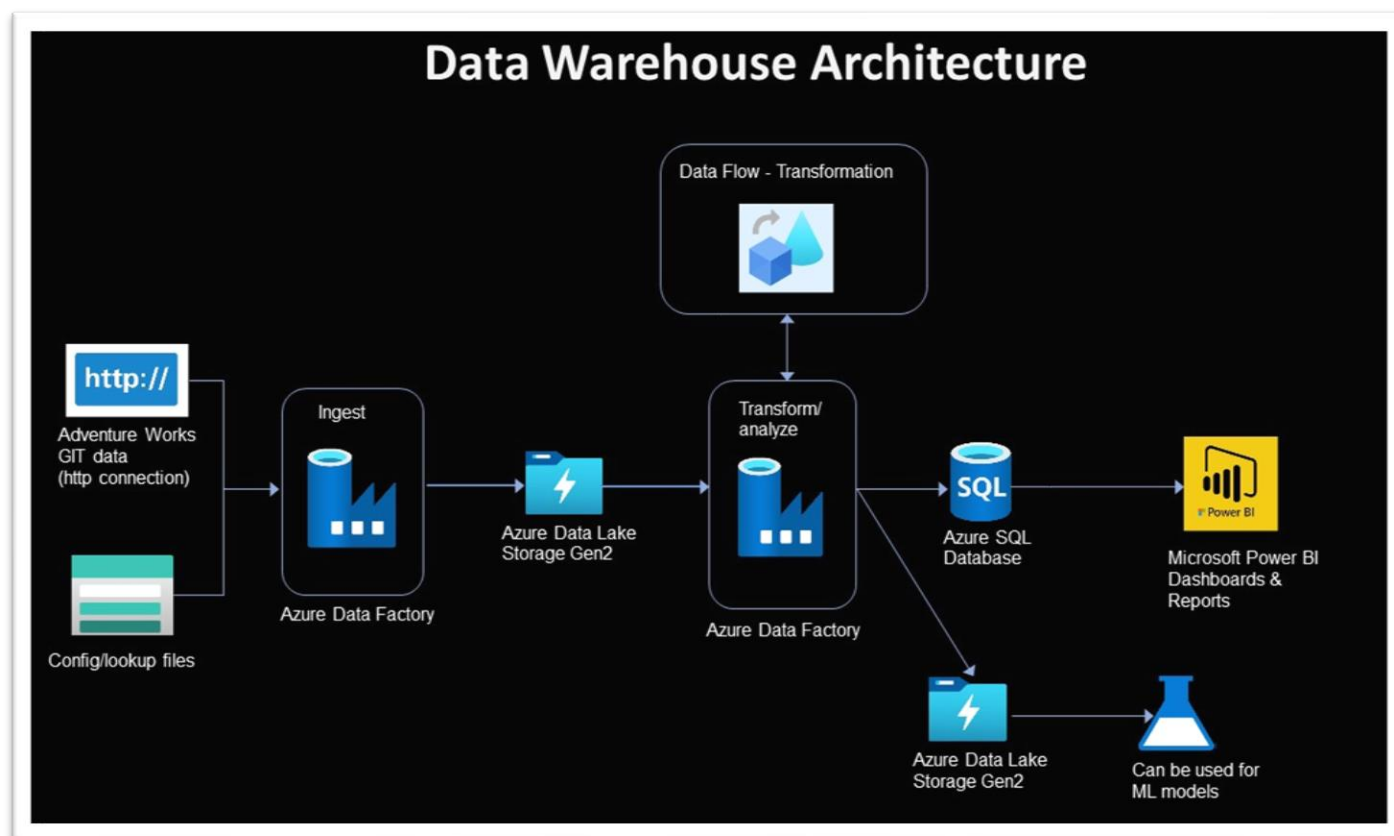 Data Warehouse Architecture
Data Flow - Transformation
http://
Adventure Works
GIT data
(http connection)
Config/lookup files
Ingest
Azure Data Factory
Azure Data Lake
Storage Gen2
Transform/
analyze
Azure Data Factory
SQL
Azure SQL
Database
Power BI
Microsoft Power BI
Dashboards &
Reports
Azure Data Lake
Storage Gen2
Can be used for
ML models